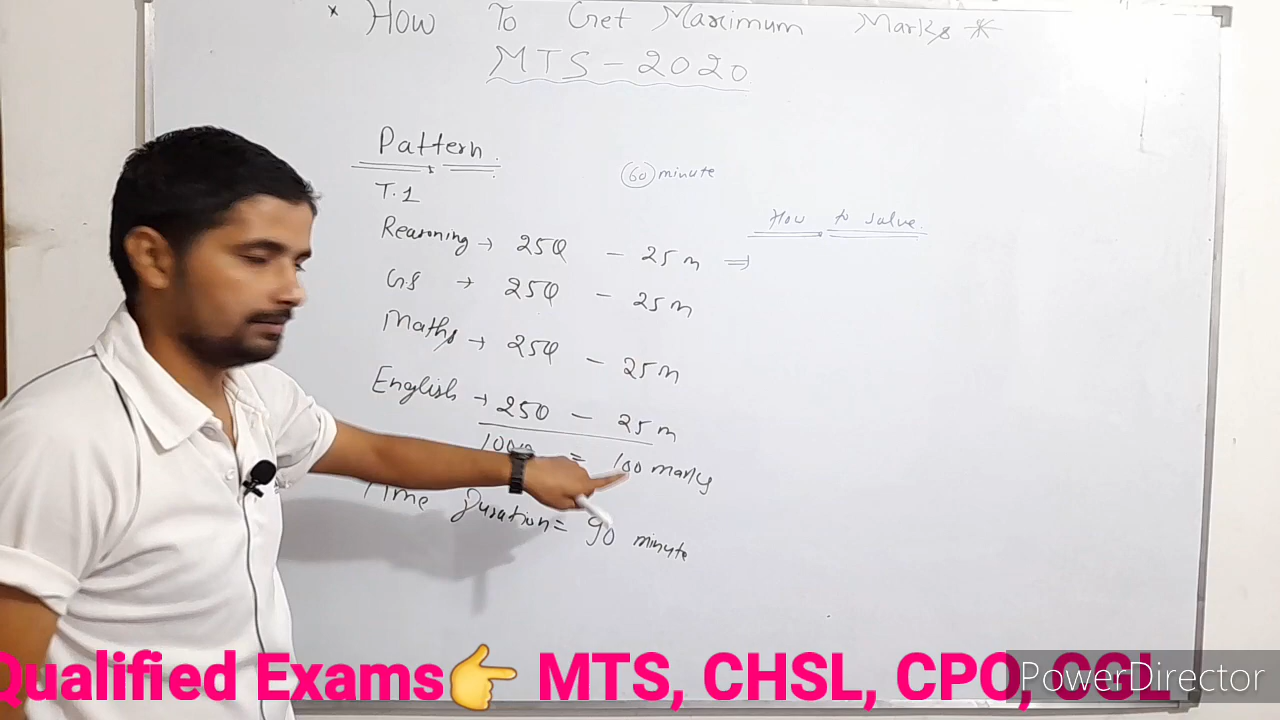 * How To Get Maximum Marks *
MTS - 2020
Pattern
60 minute
T.1
How to solve
Reasoning → 25Q - 25m ⇒
GS → 25Q - 25m
Maths → 25Q - 25m
English → 25Q - 25m
= 100 marks
Time Duration = 90 minute
Qualified Exams👉 MTS, CHSL, CPO, CGL
PowerDirector